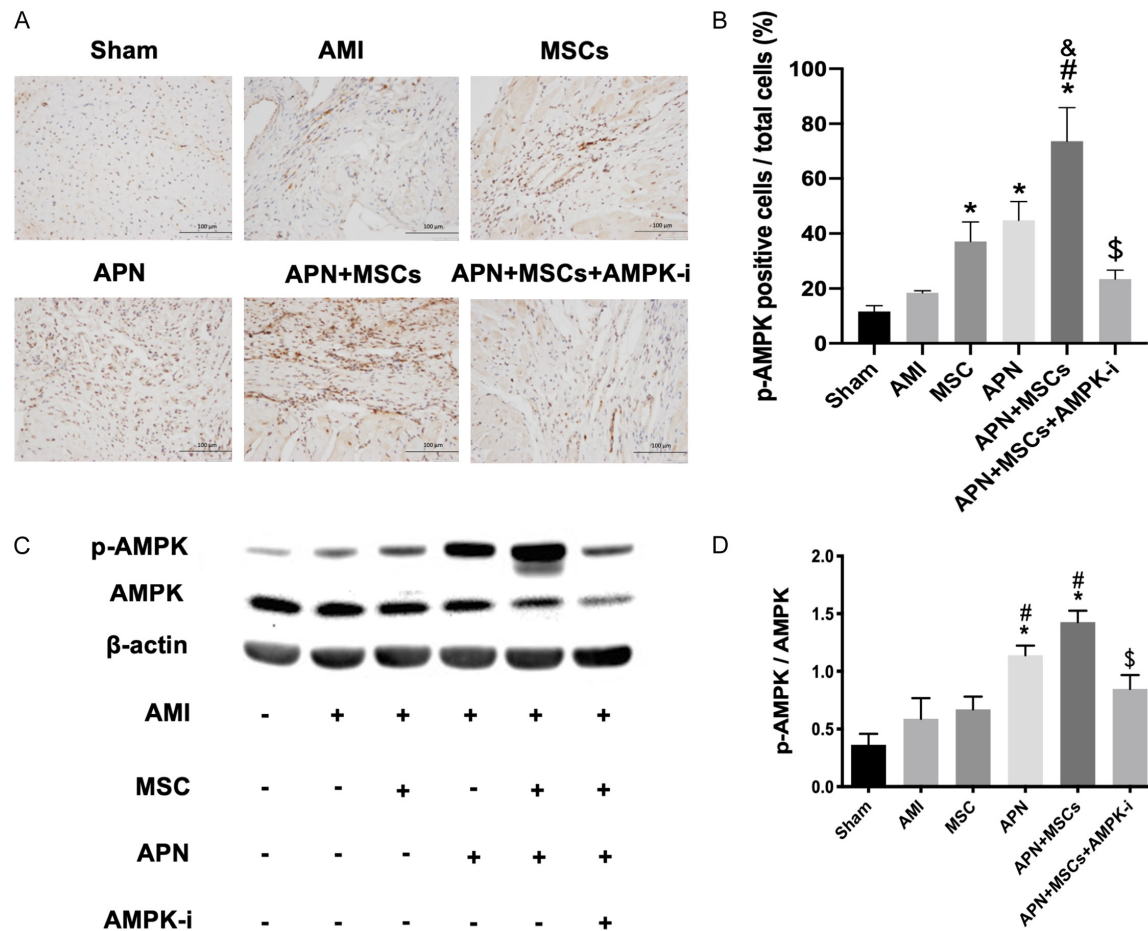 A
Sham AMI MSCs
100 µm 100 µm 100 µm
APN APN+MSCs APN+MSCs+AMPK-i
100 µm 100 µm 100 µm
B
p-AMPK positive cells / total cells (%)
100
80
60
40
20
0
* * * # & $
Sham AMI MSC APN APN+MSCs APN+MSCs+AMPK-i
C
p-AMPK
AMPK
β-actin
AMI - + + + + +
MSC - - + - + +
APN - - - + + +
AMPK-i - - - - - +
D
p-AMPK / AMPK
2.0
1.5
1.0
0.5
0.0
# * # * $
Sham AMI MSC APN APN+MSCs APN+MSCs+AMPK-i